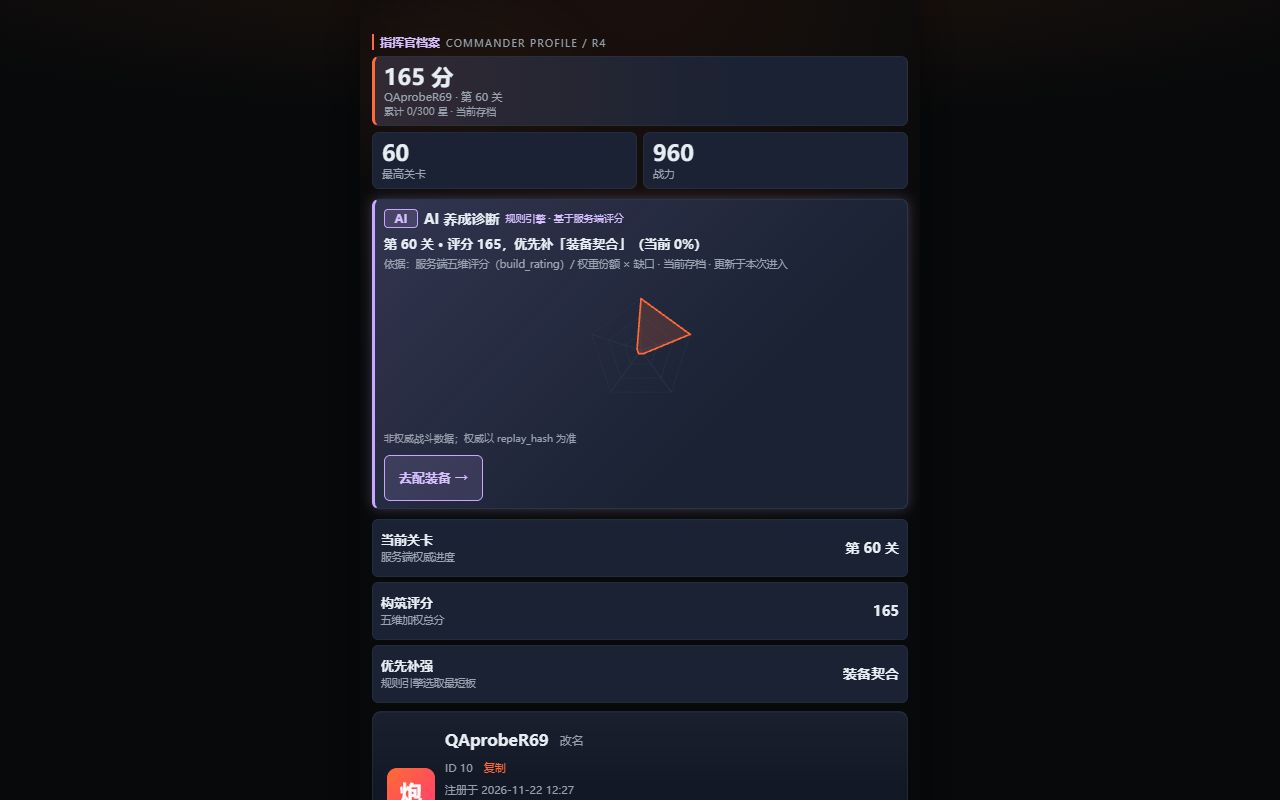 指挥官档案 COMMANDER PROFILE / R4
165 分
QAprobeR69 · 第 60 关
累计 0/300 星 · 当前存档
60
最高关卡
960
战力
AI AI 养成诊断 规则引擎 · 基于服务端评分
第 60 关 • 评分 165，优先补「装备契合」（当前 0%）
依据：服务端五维评分（build_rating）/ 权重份额 × 缺口 · 当前存档 · 更新于本次进入
非权威战斗数据；权威以 replay_hash 为准
去配装备 →
当前关卡
服务端权威进度
第 60 关
构筑评分
五维加权总分
165
优先补强
规则引擎选取最短板
装备契合
QAprobeR69 改名
ID 10 复制
炮
注册于 2026-11-22 12:27